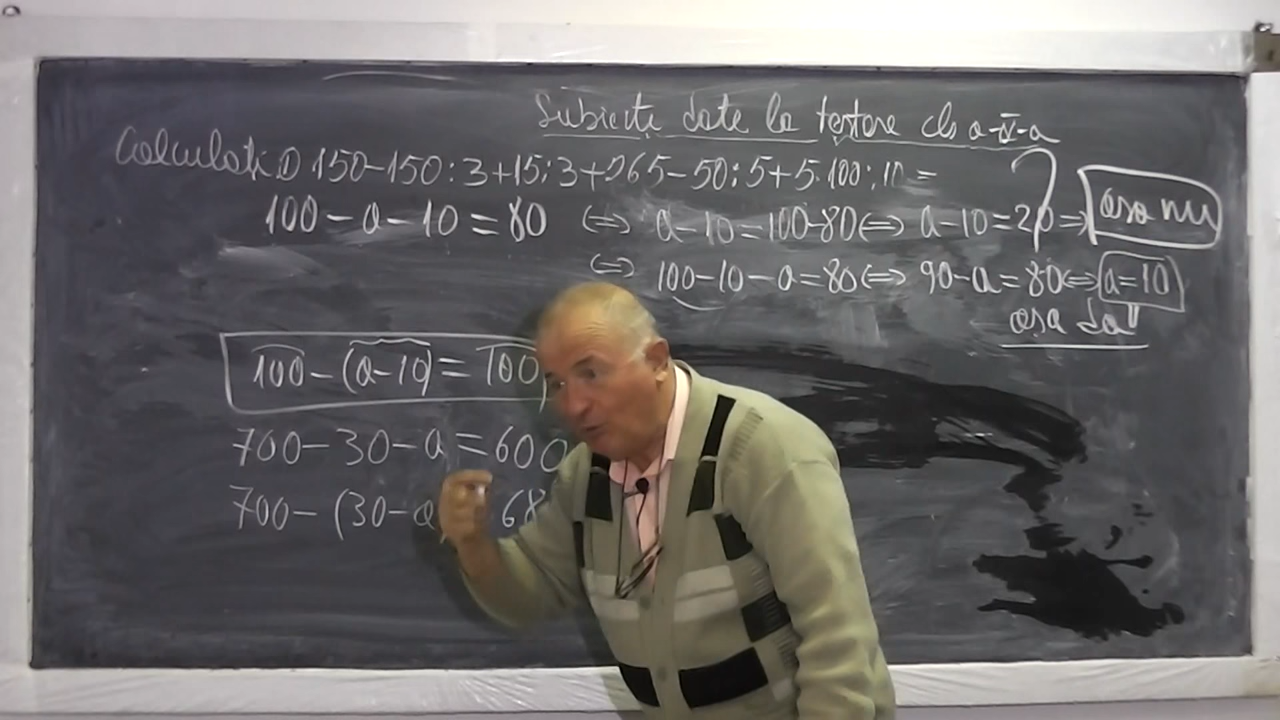 Subiecte date la testare cls a-V-a
Calculați 1) 150-150:3+15:3+265-50:5+5·100:10=
100-a-10=80 (=) a-10=100-80(=) a-10=20=) asa nu
(=) 100-10-a=80(=) 90-a=80(=) a=10
asa da"
100-(a-10)=100
700-30-a=600
700-(30-a 68